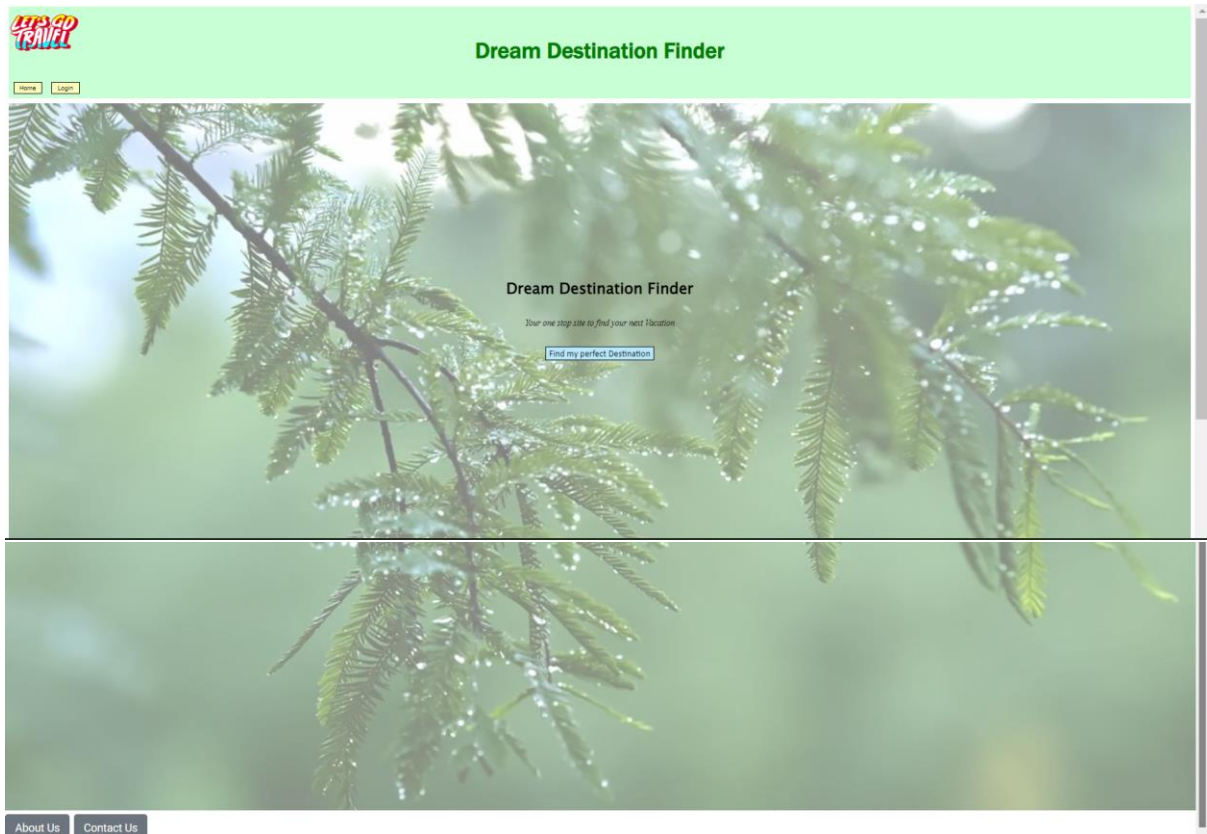 LET'S GO
TRAVEL
Dream Destination Finder
Home Login
Dream Destination Finder
Your one stop site to find your next Vacation
Find my perfect Destination
About Us Contact Us